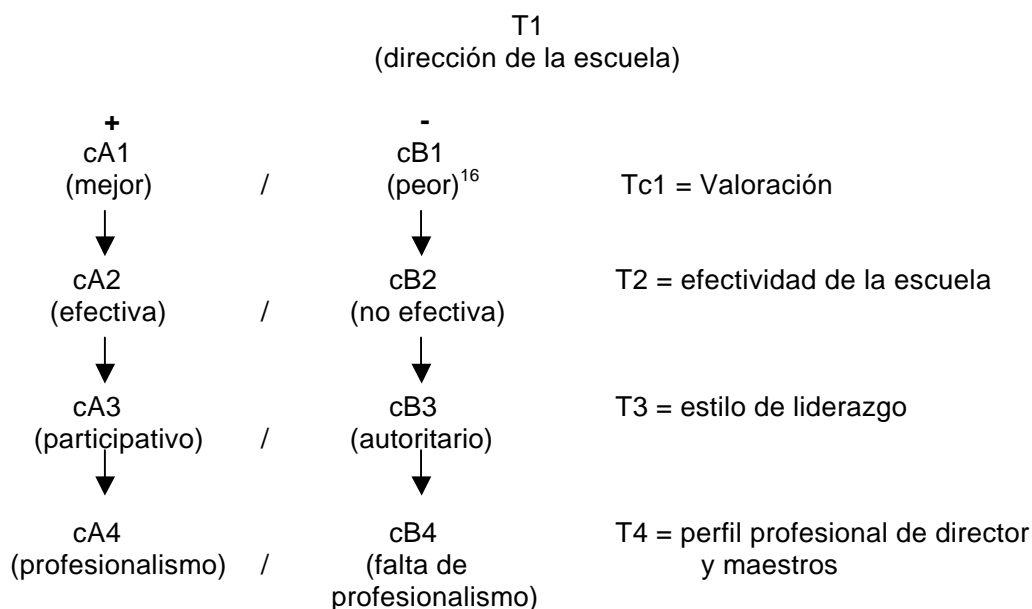 T1
(dirección de la escuela)
+ -
cA1 cB1
(mejor) / (peor)16 Tc1 = Valoración
cA2 cB2 T2 = efectividad de la escuela
(efectiva) / (no efectiva)
cA3 cB3 T3 = estilo de liderazgo
(participativo) / (autoritario)
cA4 cB4 T4 = perfil profesional de director
(profesionalismo) / (falta de y maestros
profesionalismo)